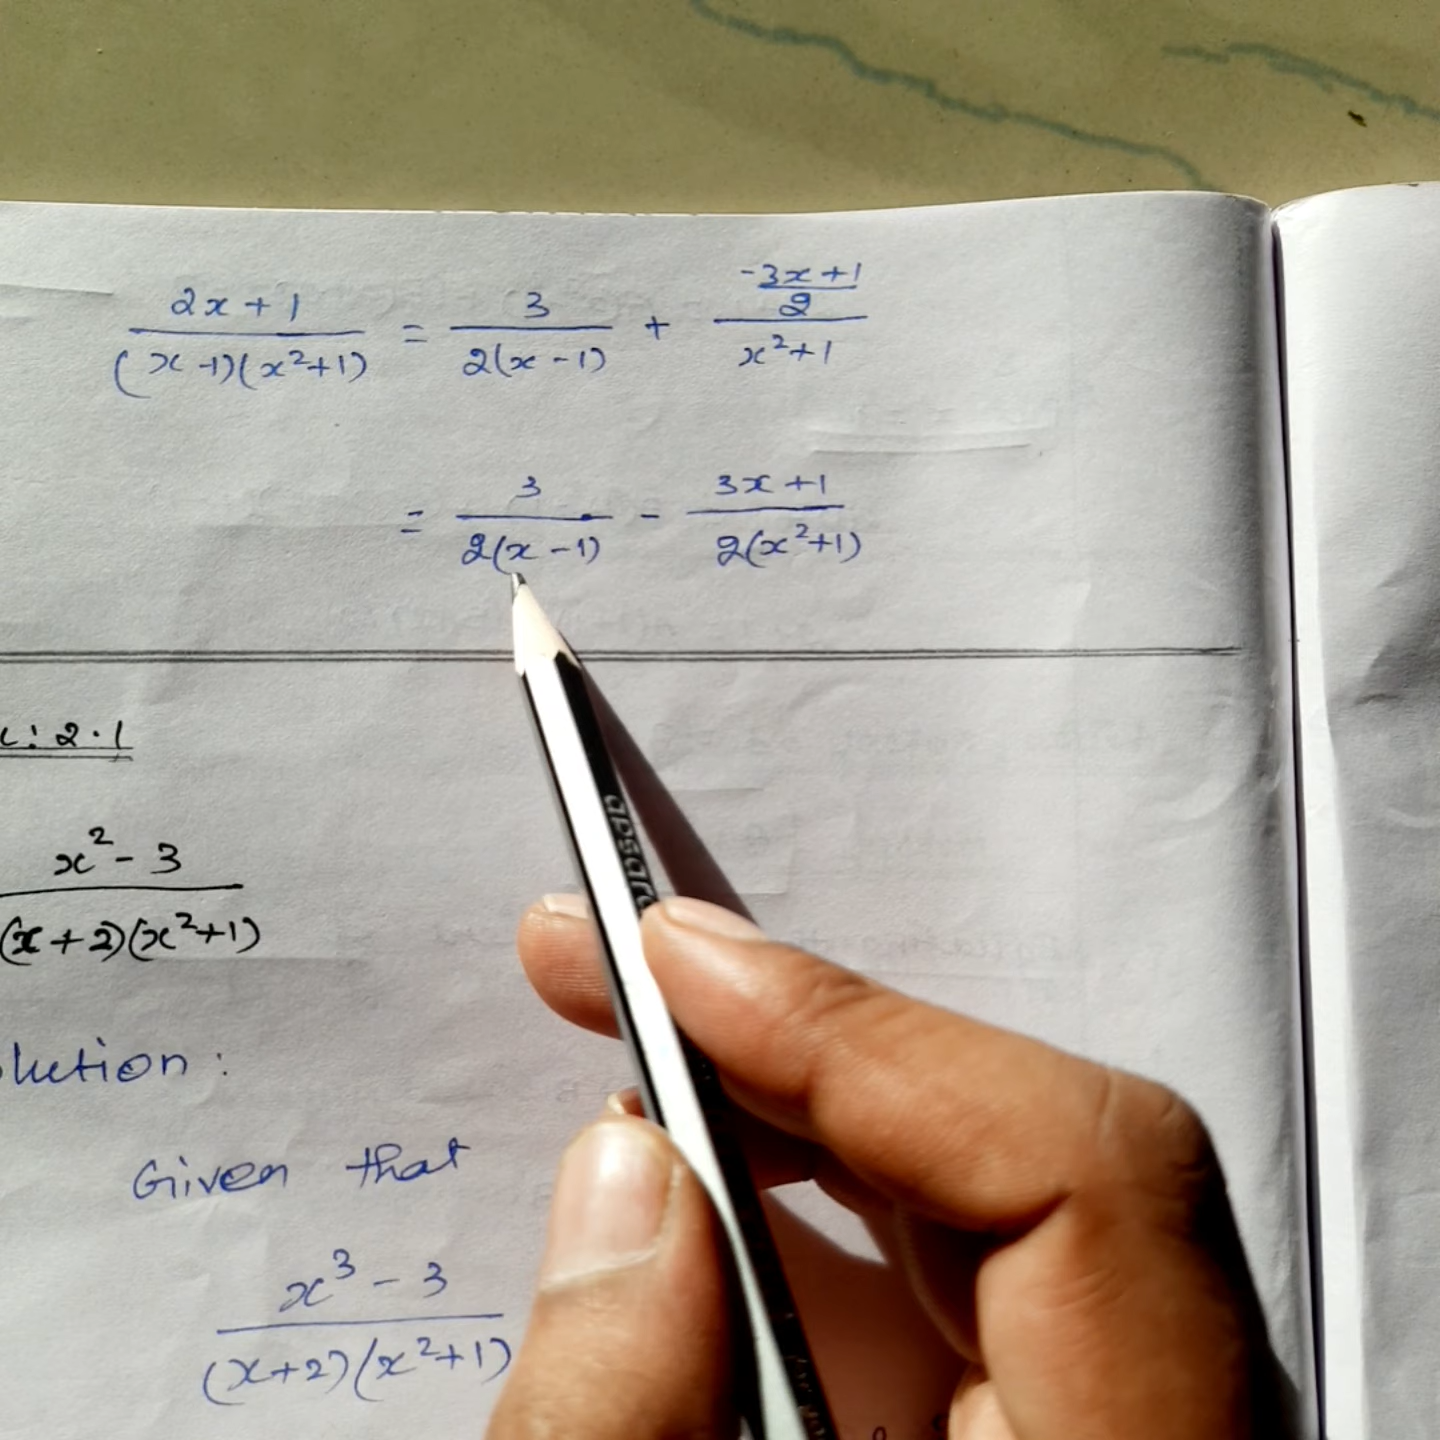 2x + 1 / (x - 1)(x² + 1) = 3 / 2(x - 1) + -3x + 1 / 2 / x² + 1
= 3 / 2(x - 1) - 3x + 1 / 2(x² + 1)
: 2.1
x² - 3 / (x + 2)(x² + 1)
lution :
Given that
x³ - 3 / (x + 2)(x² + 1)
apsara